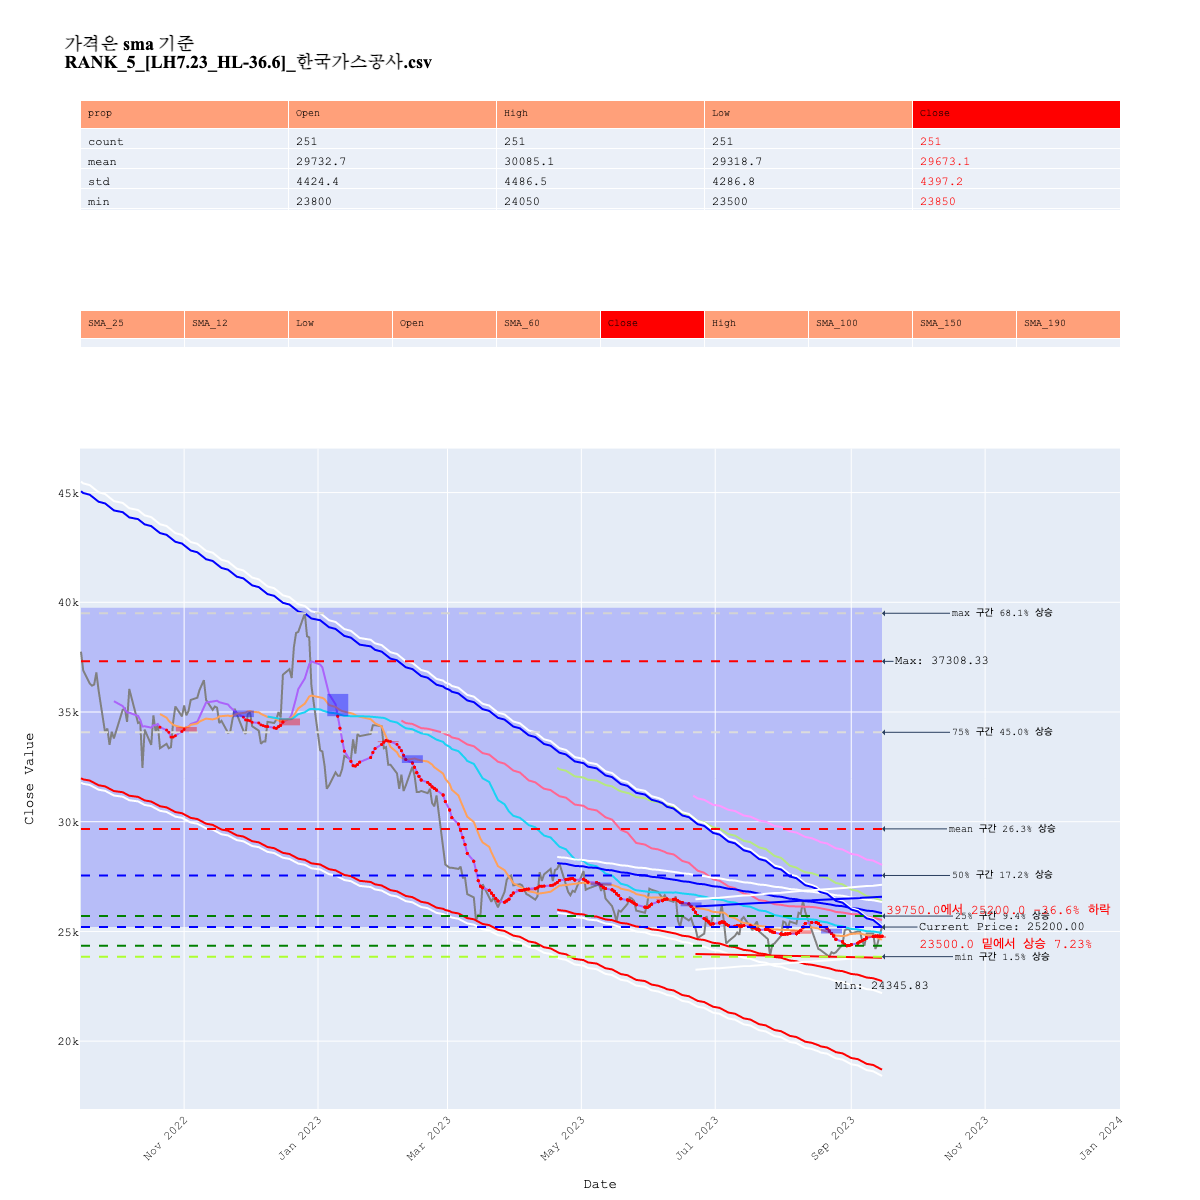 가격은 sma 기준
RANK_5_[LH7.23_HL-36.6]_한국가스공사.csv
prop Open High Low Close
count 251 251 251 251
mean 29732.7 30085.1 29318.7 29673.1
std 4424.4 4486.5 4286.8 4397.2
min 23800 24050 23500 23850
SMA_25 SMA_12 Low Open SMA_60 Close High SMA_100 SMA_150 SMA_190
45k
40k
35k
30k
25k
20k
Close Value
max 구간 68.1% 상승
Max: 37308.33
75% 구간 45.0% 상승
mean 구간 26.3% 상승
50% 구간 17.2% 상승
39750.0에서 25200.0 -36.6% 하락
25% 구간 9.4% 상승
Current Price: 25200.00
23500.0 밑에서 상승 7.23%
min 구간 1.5% 상승
Min: 24345.83
Nov 2022
Jan 2023
Mar 2023
May 2023
Jul 2023
Sep 2023
Nov 2023
Jan 2024
Date